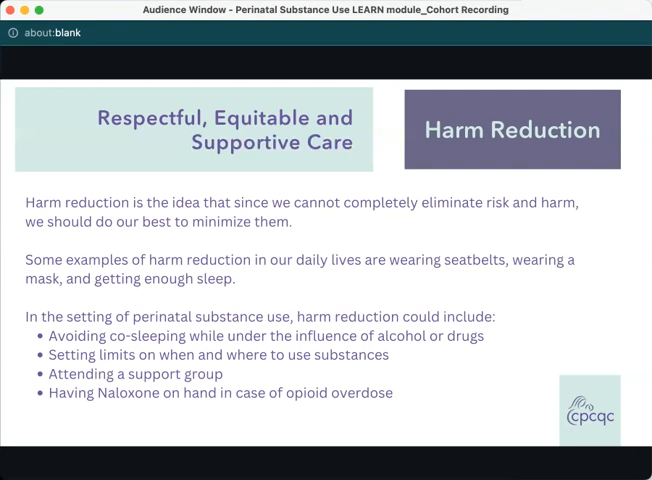 Audience Window - Perinatal Substance Use LEARN module_Cohort Recording
about:blank
Respectful, Equitable and
Supportive Care
Harm Reduction
Harm reduction is the idea that since we cannot completely eliminate risk and harm,
we should do our best to minimize them.
Some examples of harm reduction in our daily lives are wearing seatbelts, wearing a
mask, and getting enough sleep.
In the setting of perinatal substance use, harm reduction could include:
• Avoiding co-sleeping while under the influence of alcohol or drugs
• Setting limits on when and where to use substances
• Attending a support group
• Having Naloxone on hand in case of opioid overdose
cpcqc